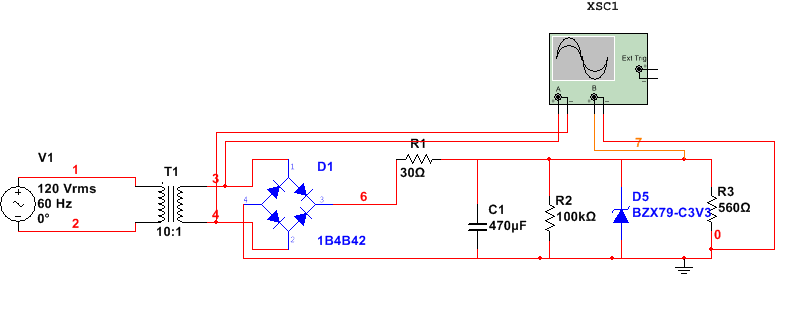 XSC1
Ext Trig
+
_
A
B
+
_
+
_
7
R1
30Ω
V1
1
120 Vrms
60 Hz
0°
2
T1
10:1
3
4
D1
1
4
3
2
1B4B42
6
C1
470µF
R2
100kΩ
D5
BZX79-C3V3
R3
560Ω
0